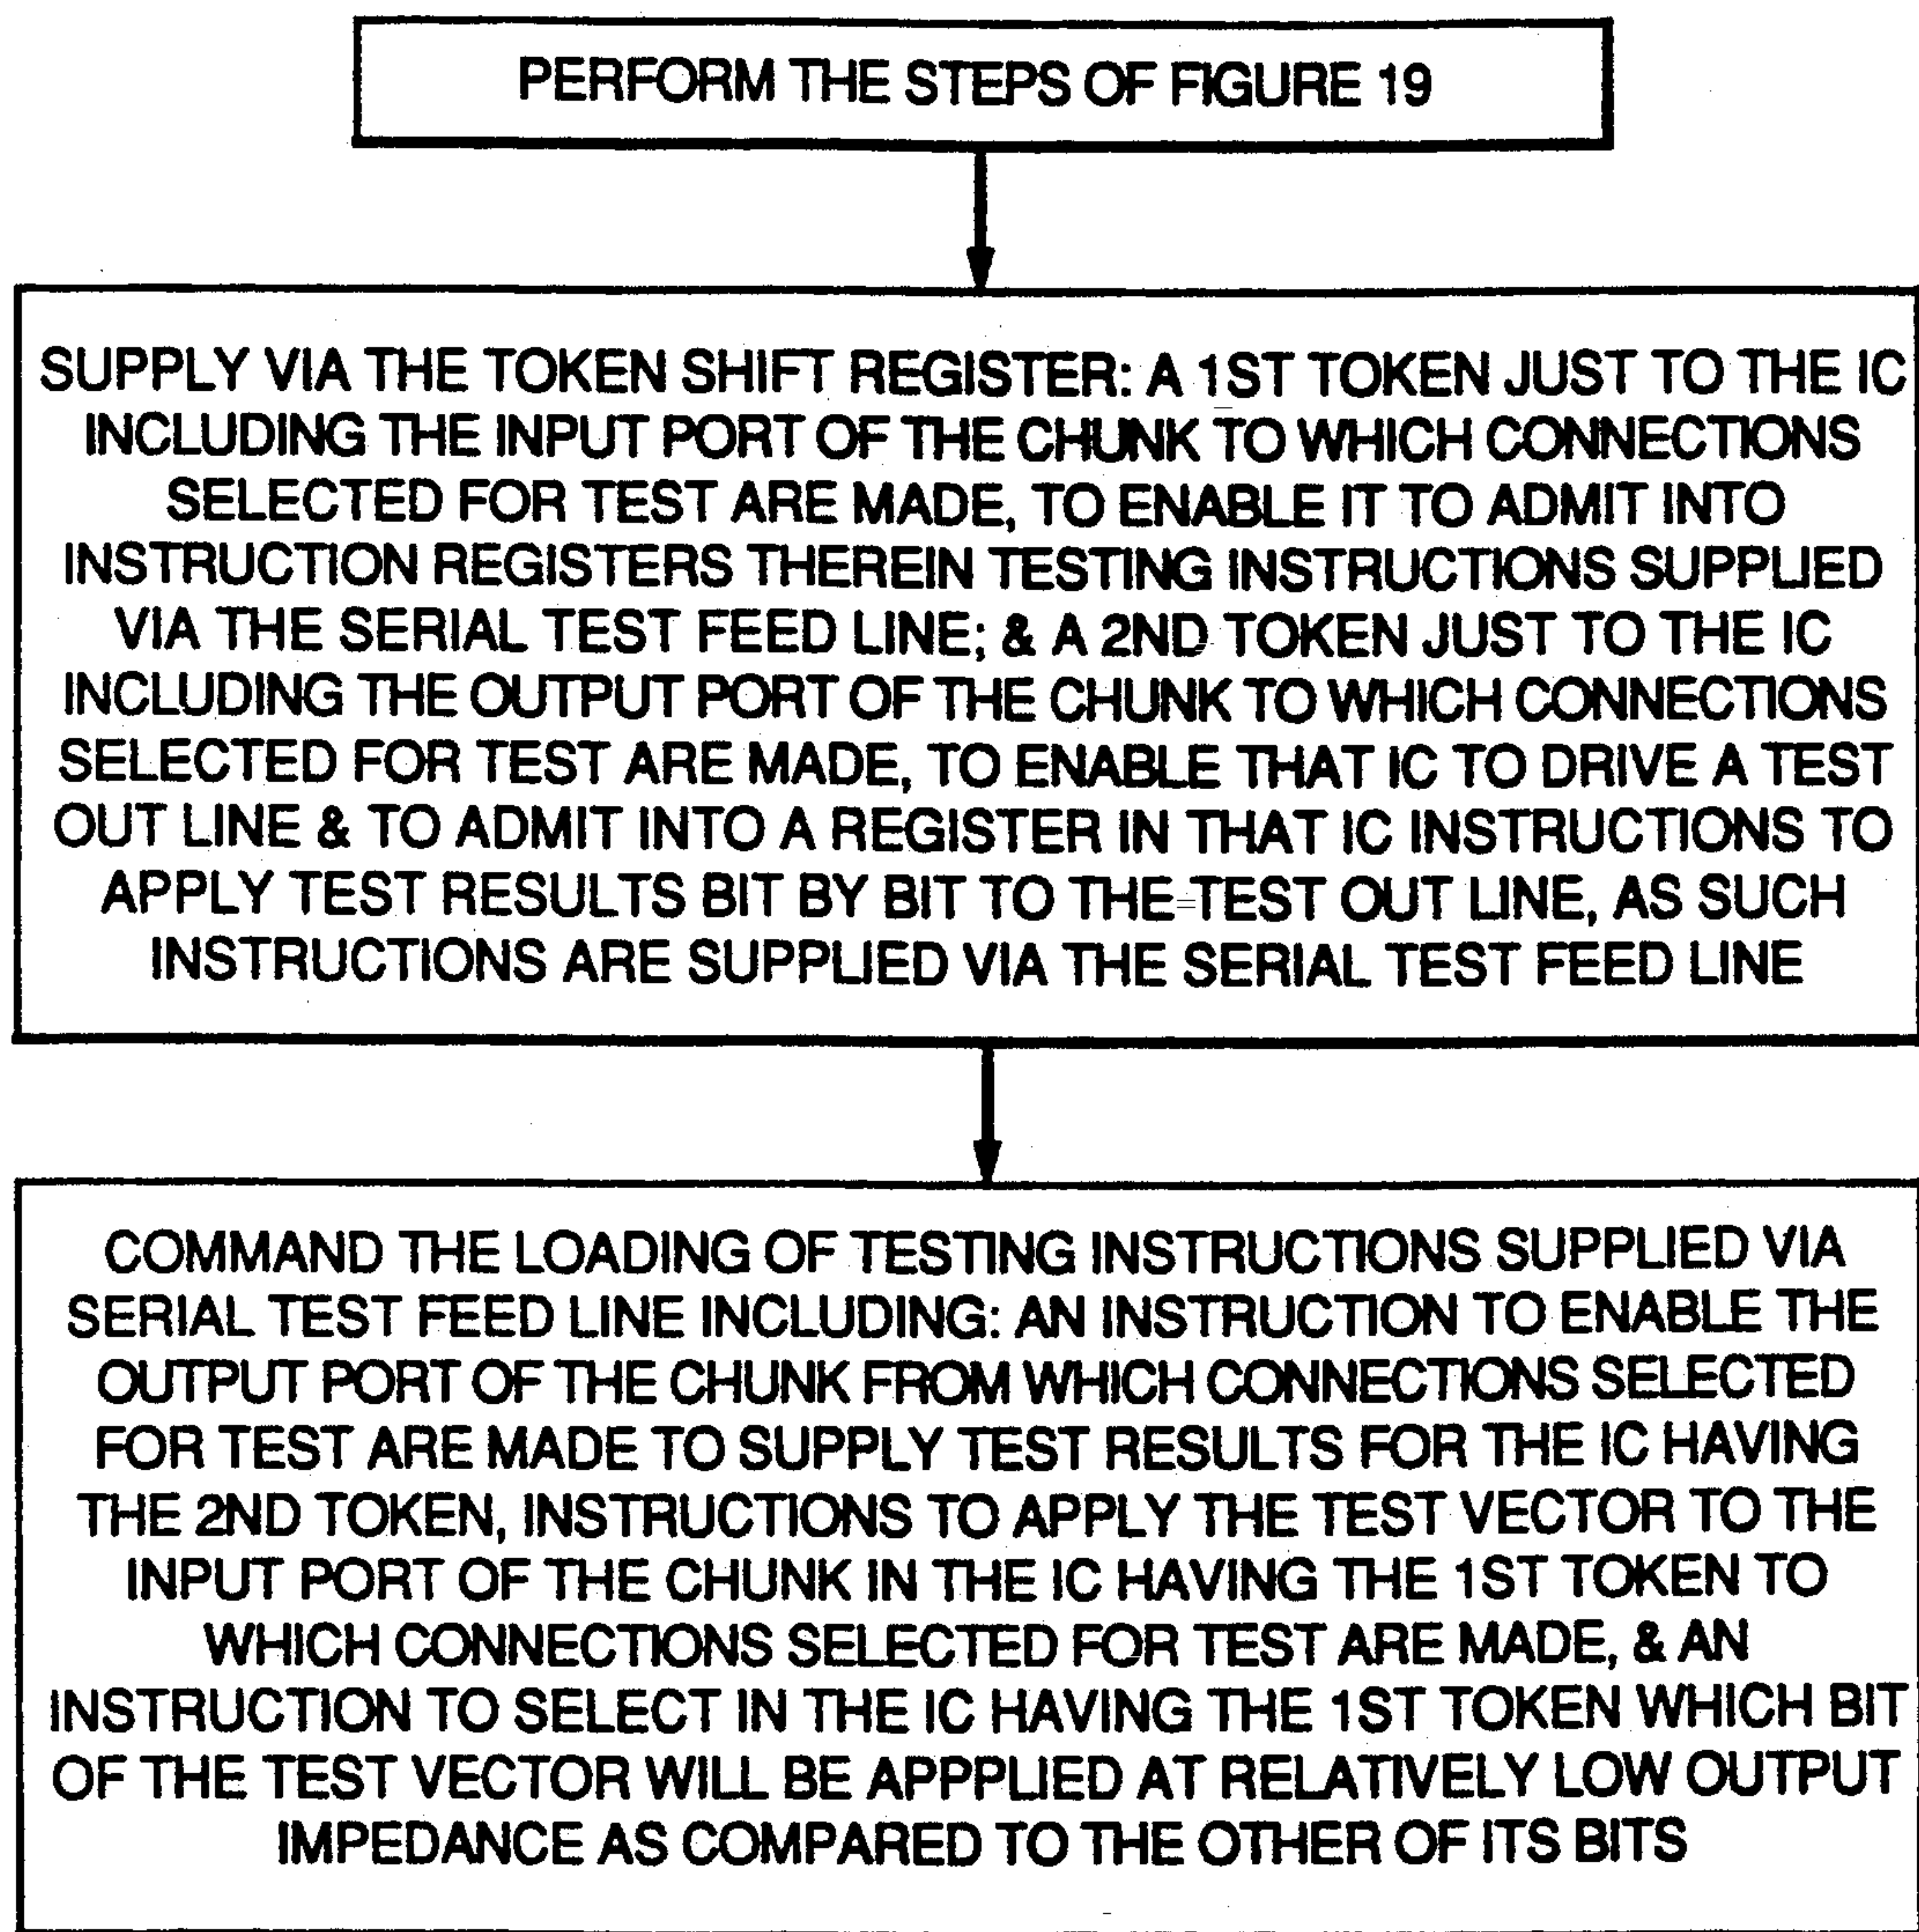 PERFORM THE STEPS OF FIGURE 19
SUPPLY VIA THE TOKEN SHIFT REGISTER: A 1ST TOKEN JUST TO THE IC
INCLUDING THE INPUT PORT OF THE CHUNK TO WHICH CONNECTIONS
SELECTED FOR TEST ARE MADE, TO ENABLE IT TO ADMIT INTO
INSTRUCTION REGISTERS THEREIN TESTING INSTRUCTIONS SUPPLIED
VIA THE SERIAL TEST FEED LINE; & A 2ND TOKEN JUST TO THE IC
INCLUDING THE OUTPUT PORT OF THE CHUNK TO WHICH CONNECTIONS
SELECTED FOR TEST ARE MADE, TO ENABLE THAT IC TO DRIVE A TEST
OUT LINE & TO ADMIT INTO A REGISTER IN THAT IC INSTRUCTIONS TO
APPLY TEST RESULTS BIT BY BIT TO THE TEST OUT LINE, AS SUCH
INSTRUCTIONS ARE SUPPLIED VIA THE SERIAL TEST FEED LINE
COMMAND THE LOADING OF TESTING INSTRUCTIONS SUPPLIED VIA
SERIAL TEST FEED LINE INCLUDING: AN INSTRUCTION TO ENABLE THE
OUTPUT PORT OF THE CHUNK FROM WHICH CONNECTIONS SELECTED
FOR TEST ARE MADE TO SUPPLY TEST RESULTS FOR THE IC HAVING
THE 2ND TOKEN, INSTRUCTIONS TO APPLY THE TEST VECTOR TO THE
INPUT PORT OF THE CHUNK IN THE IC HAVING THE 1ST TOKEN TO
WHICH CONNECTIONS SELECTED FOR TEST ARE MADE, & AN
INSTRUCTION TO SELECT IN THE IC HAVING THE 1ST TOKEN WHICH BIT
OF THE TEST VECTOR WILL BE APPPLIED AT RELATIVELY LOW OUTPUT
IMPEDANCE AS COMPARED TO THE OTHER OF ITS BITS